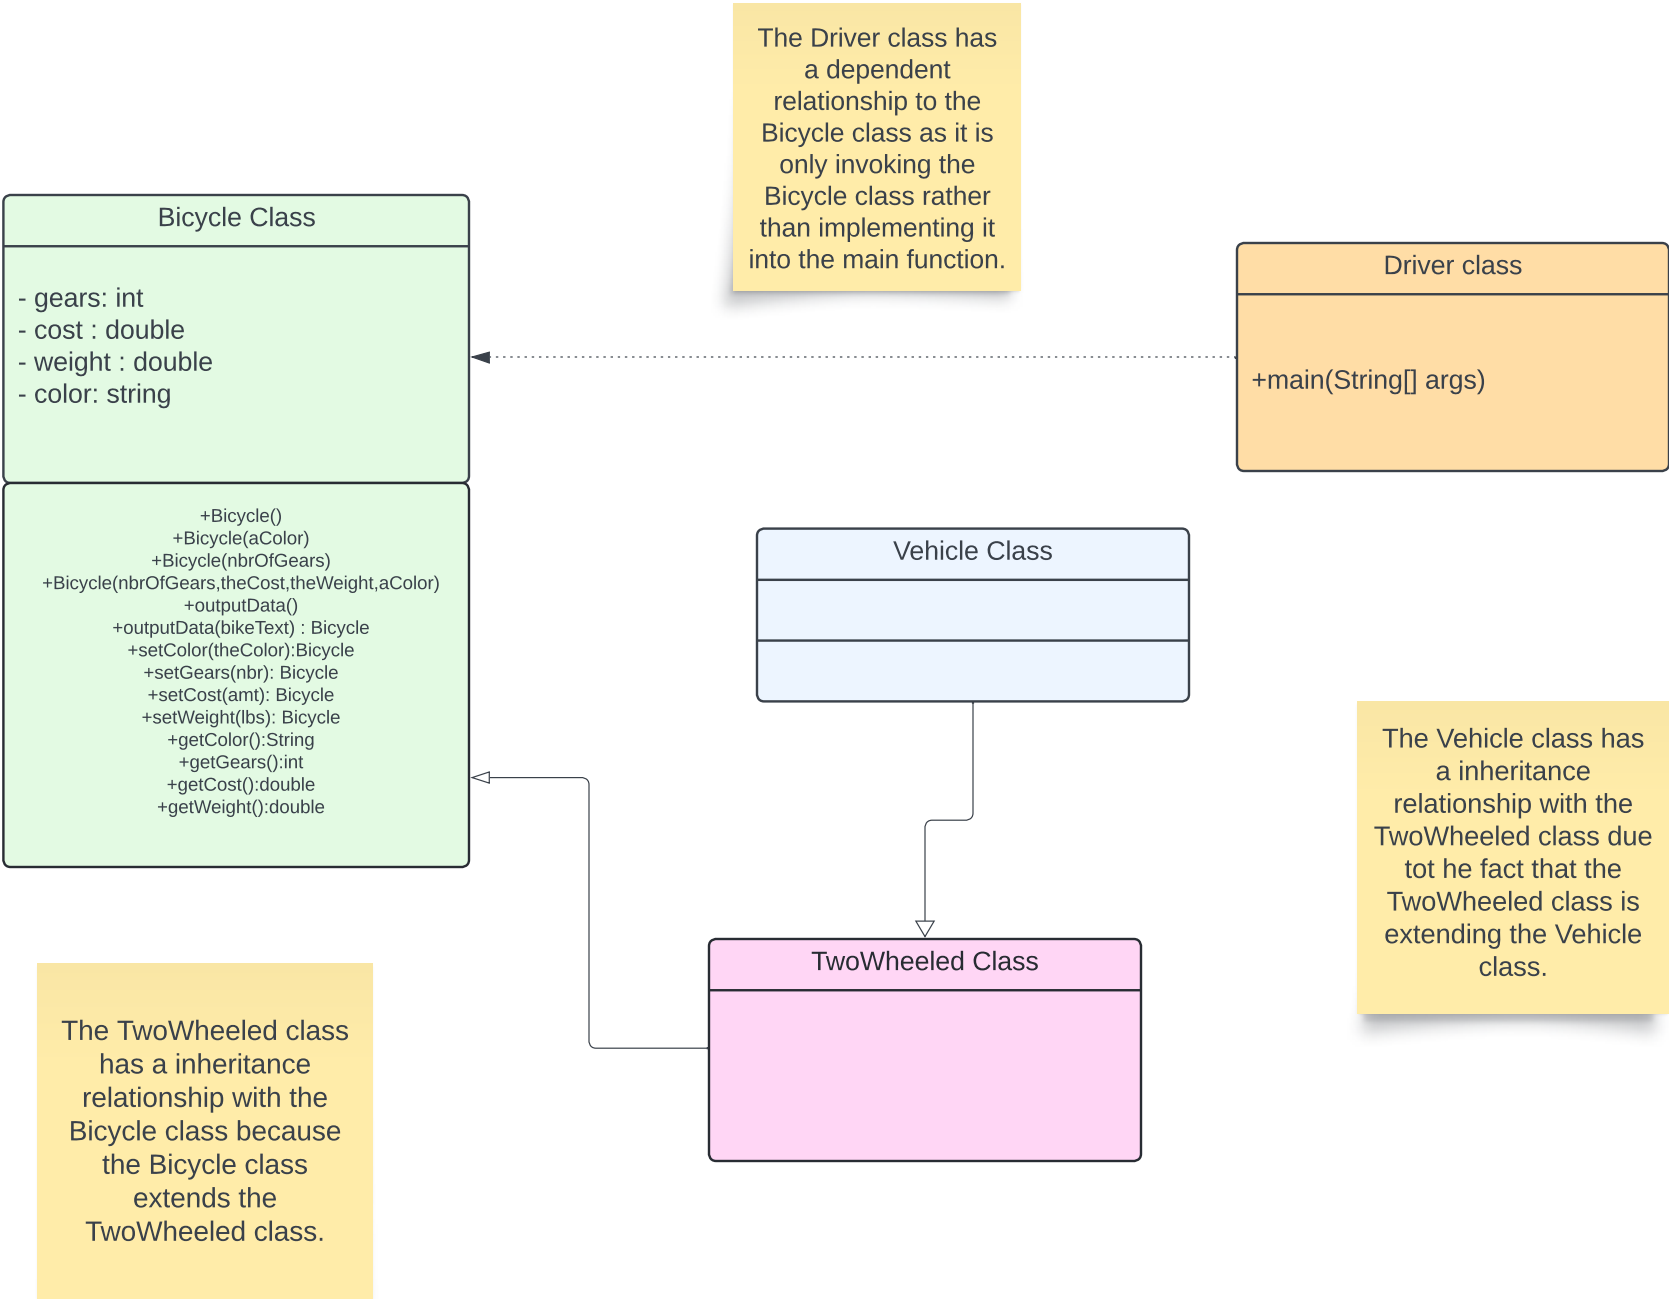 The Driver class has
a dependent
relationship to the
Bicycle class as it is
only invoking the
Bicycle class rather
than implementing it
into the main function.
Bicycle Class
- gears: int
- cost : double
- weight : double
- color: string
Driver class
+main(String[] args)
+Bicycle()
+Bicycle(aColor)
+Bicycle(nbrOfGears)
+Bicycle(nbrOfGears,theCost,theWeight,aColor)
+outputData()
+outputData(bikeText) : Bicycle
+setColor(theColor):Bicycle
+setGears(nbr): Bicycle
+setCost(amt): Bicycle
+setWeight(lbs): Bicycle
+getColor():String
+getGears():int
+getCost():double
+getWeight():double
Vehicle Class
The Vehicle class has
a inheritance
relationship with the
TwoWheeled class due
tot he fact that the
TwoWheeled class is
extending the Vehicle
class.
TwoWheeled Class
The TwoWheeled class
has a inheritance
relationship with the
Bicycle class because
the Bicycle class
extends the
TwoWheeled class.